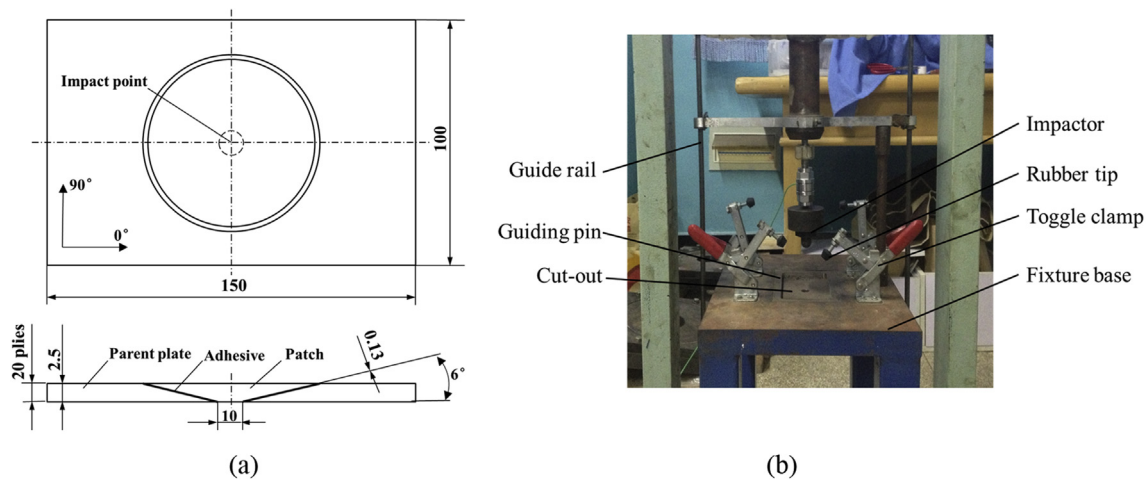 Impact point
90°
0°
100
150
20 plies
2.5
Parent plate
Adhesive
Patch
0.13
6°
10
(a)
Guide rail
Guiding pin
Cut-out
Impactor
Rubber tip
Toggle clamp
Fixture base
(b)